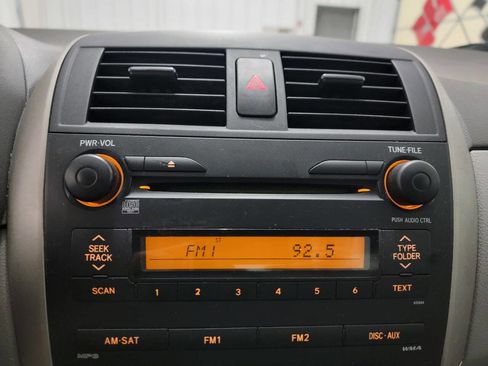 PWR·VOL
TUNE·FILE
PUSH AUDIO CTRL
SEEK
TRACK
ST
FM1 92.5
TYPE
FOLDER
SCAN 1 2 3 4 5 6 TEXT
AM·SAT FM1 FM2 DISC·AUX
MP3 WMA